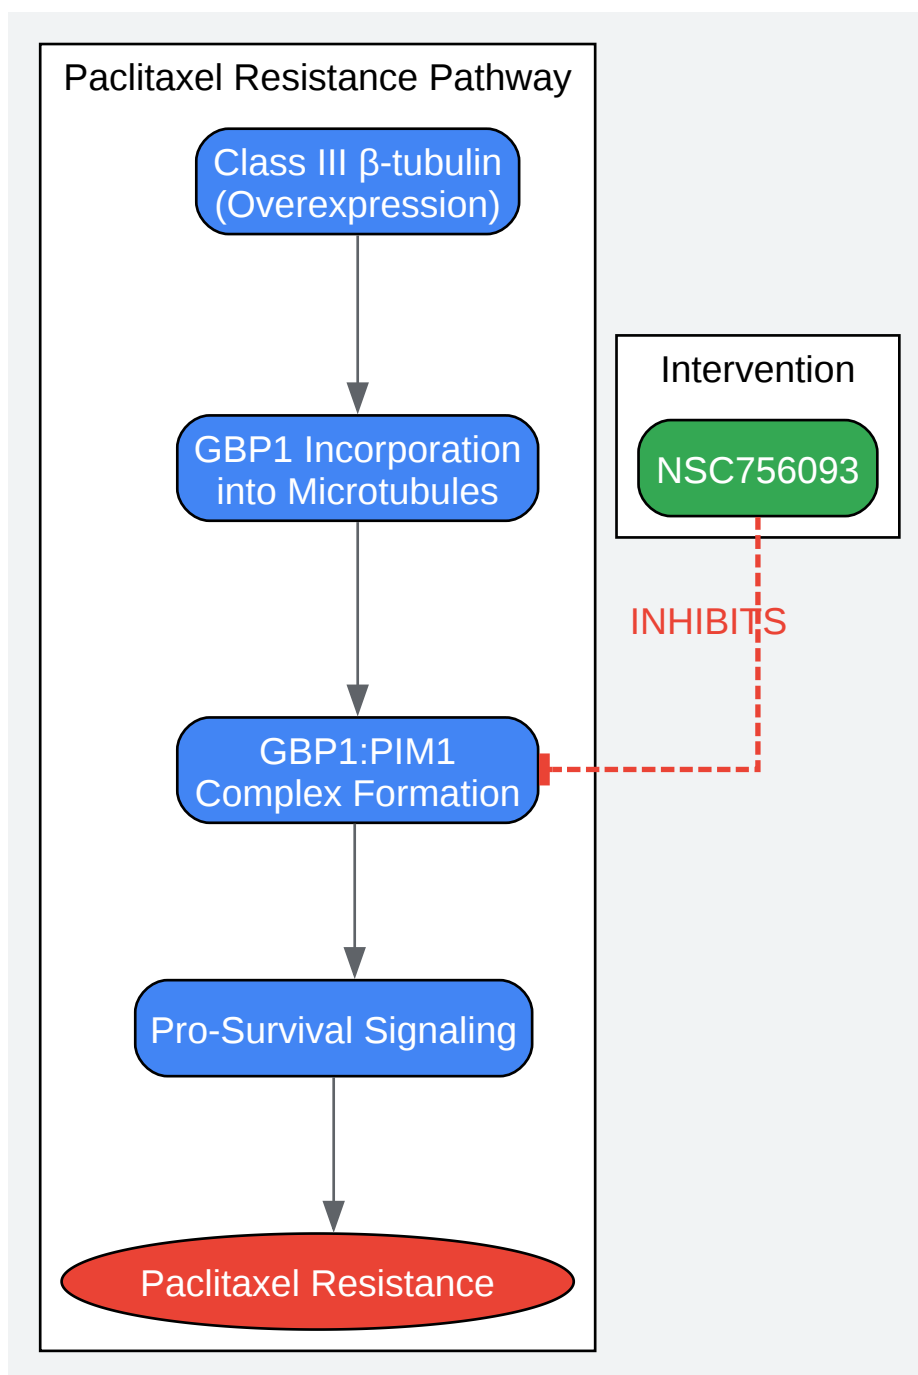 Paclitaxel Resistance Pathway
Class III β-tubulin
(Overexpression)
GBP1 Incorporation
into Microtubules
Intervention
NSC756093
INHIBITS
GBP1:PIM1
Complex Formation
Pro-Survival Signaling
Paclitaxel Resistance